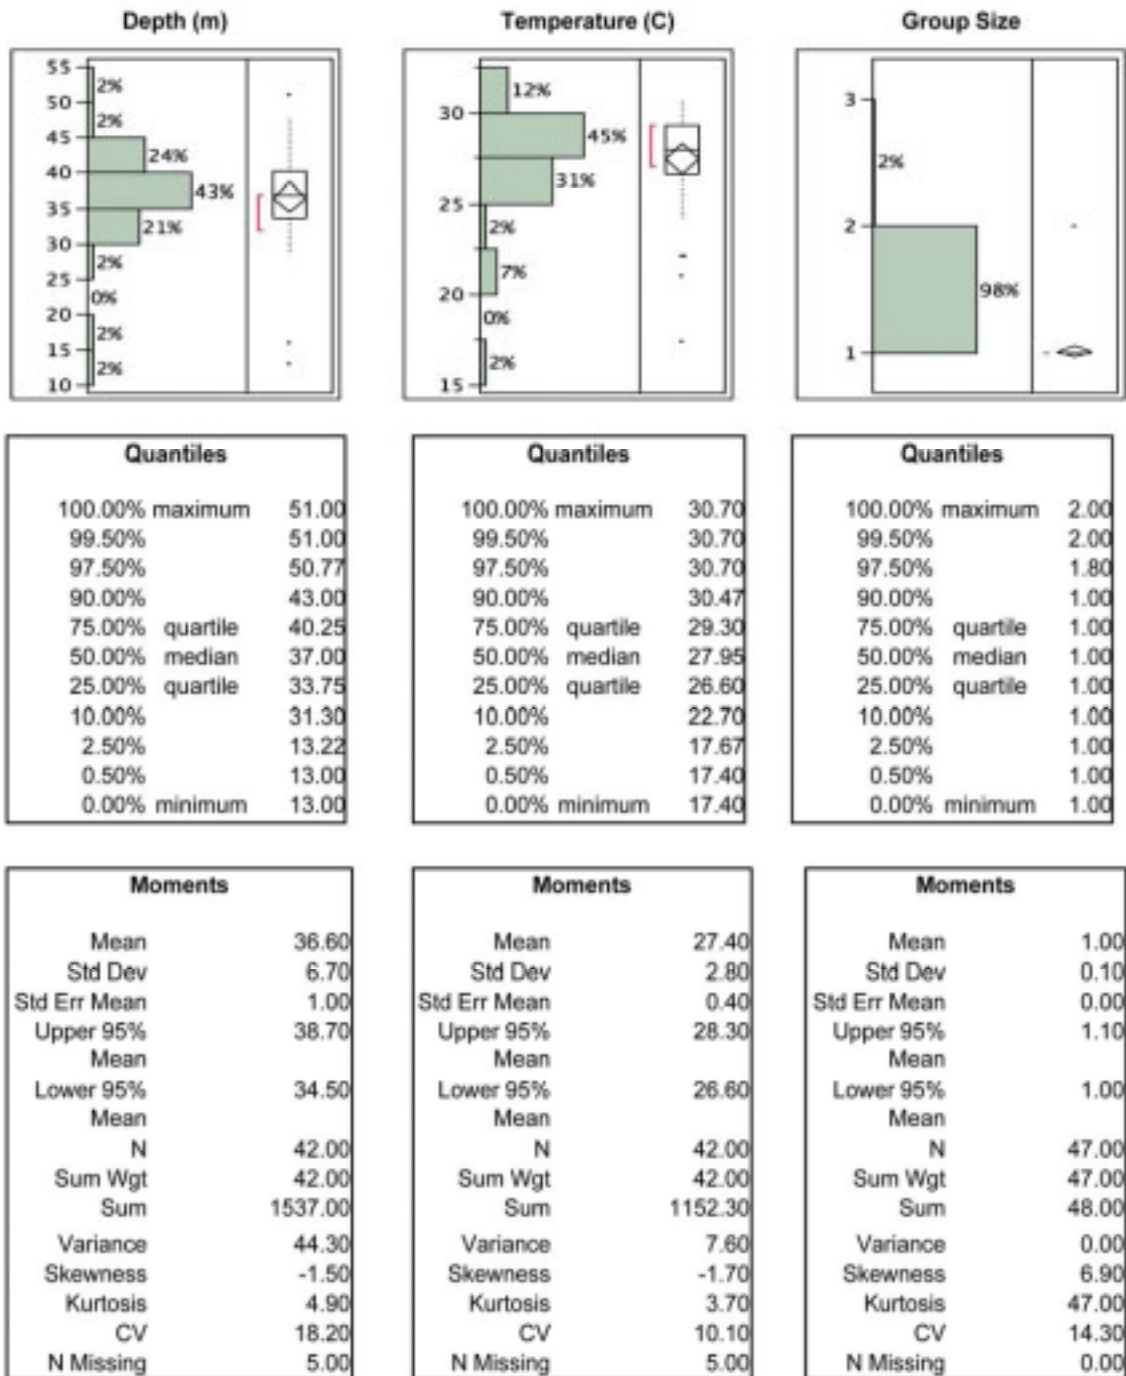 Depth (m)
55
50
45
40
35
30
25
20
15
10
2%
2%
24%
43%
21%
2%
0%
2%
2%
Temperature (C)
30
25
20
15
12%
45%
31%
2%
7%
0%
2%
Group Size
3
2
1
2%
98%
Quantiles
100.00% maximum 51.00
99.50% 51.00
97.50% 50.77
90.00% 43.00
75.00% quartile 40.25
50.00% median 37.00
25.00% quartile 33.75
10.00% 31.30
2.50% 13.22
0.50% 13.00
0.00% minimum 13.00
Quantiles
100.00% maximum 30.70
99.50% 30.70
97.50% 30.70
90.00% 30.47
75.00% quartile 29.30
50.00% median 27.95
25.00% quartile 26.60
10.00% 22.70
2.50% 17.67
0.50% 17.40
0.00% minimum 17.40
Quantiles
100.00% maximum 2.00
99.50% 2.00
97.50% 1.80
90.00% 1.00
75.00% quartile 1.00
50.00% median 1.00
25.00% quartile 1.00
10.00% 1.00
2.50% 1.00
0.50% 1.00
0.00% minimum 1.00
Moments
Mean 36.60
Std Dev 6.70
Std Err Mean 1.00
Upper 95% 38.70
Mean
Lower 95% 34.50
Mean
N 42.00
Sum Wgt 42.00
Sum 1537.00
Variance 44.30
Skewness -1.50
Kurtosis 4.90
CV 18.20
N Missing 5.00
Moments
Mean 27.40
Std Dev 2.80
Std Err Mean 0.40
Upper 95% 28.30
Mean
Lower 95% 26.60
Mean
N 42.00
Sum Wgt 42.00
Sum 1152.30
Variance 7.60
Skewness -1.70
Kurtosis 3.70
CV 10.10
N Missing 5.00
Moments
Mean 1.00
Std Dev 0.10
Std Err Mean 0.00
Upper 95% 1.10
Mean
Lower 95% 1.00
Mean
N 47.00
Sum Wgt 47.00
Sum 48.00
Variance 0.00
Skewness 6.90
Kurtosis 47.00
CV 14.30
N Missing 0.00